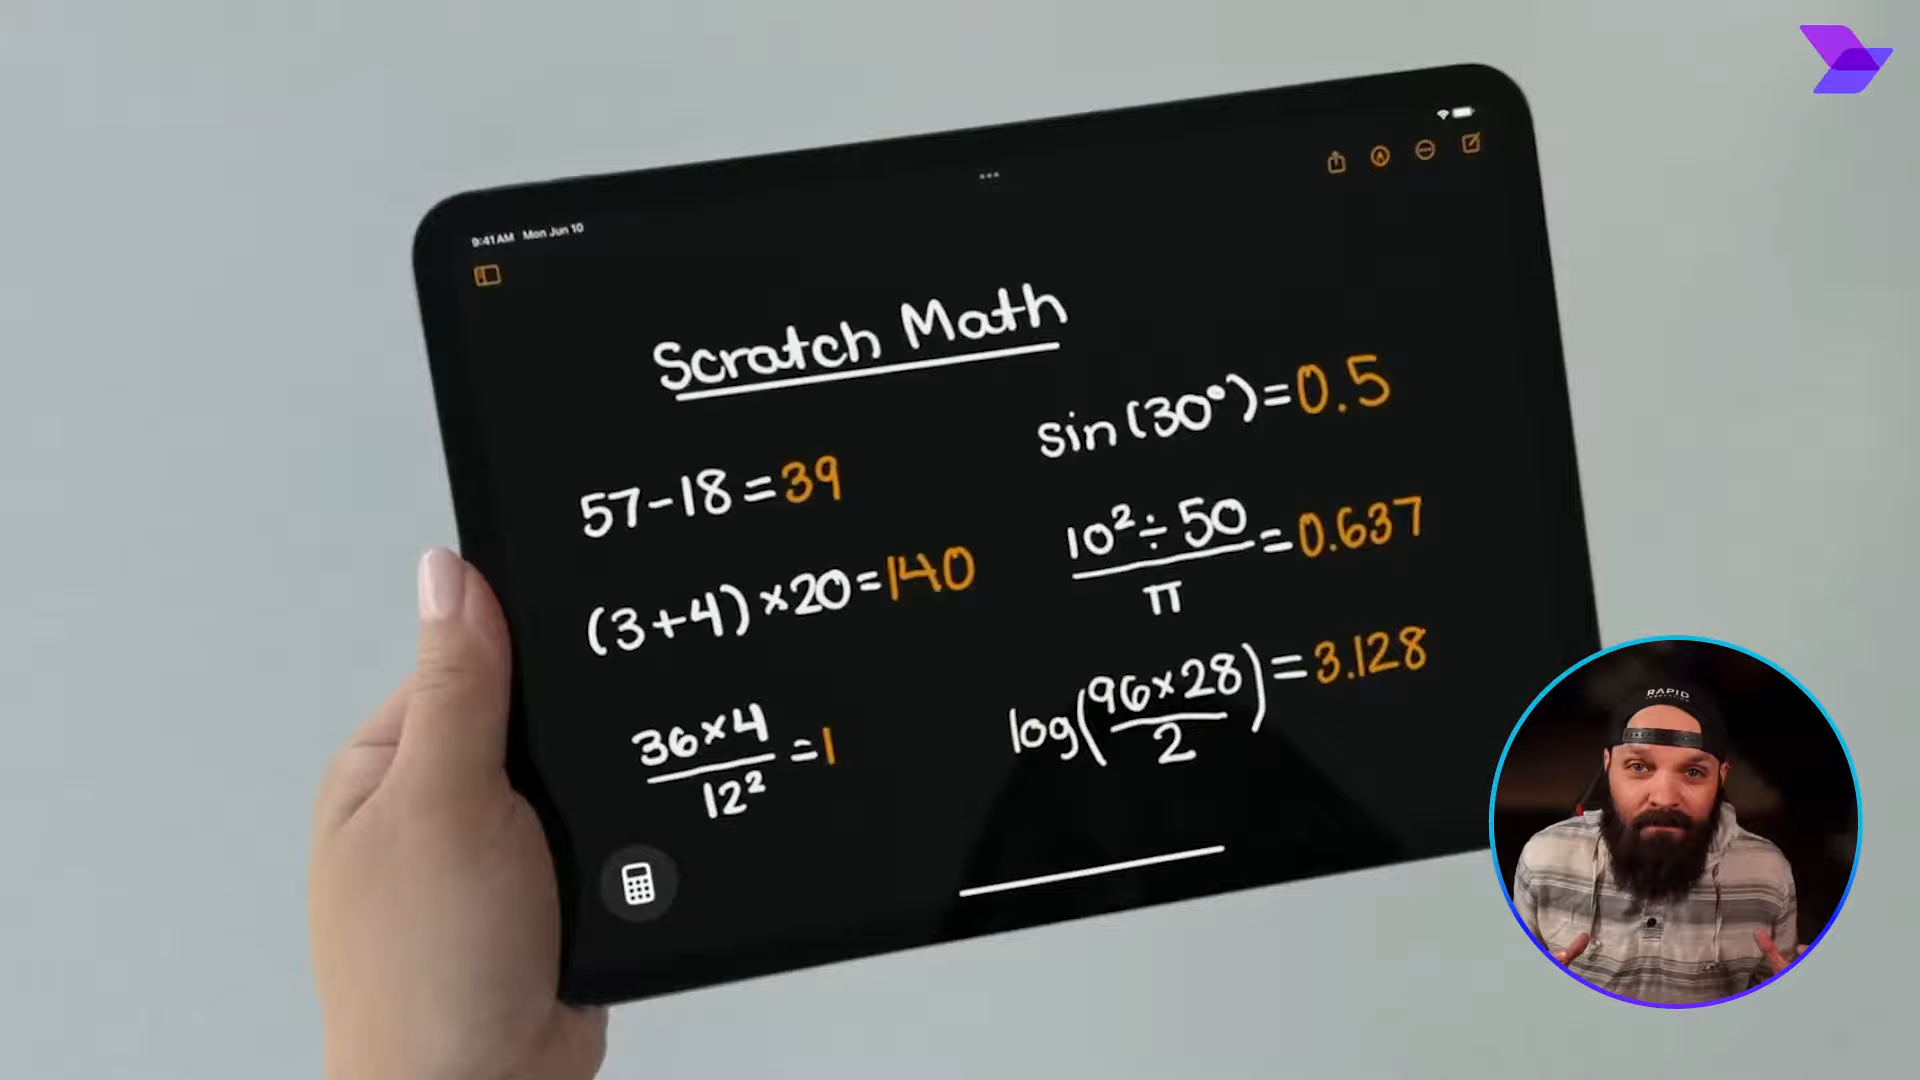 9:41 AM Mon Jun 10
Scratch Math
57-18=39
(3+4)×20=140
36×4
12²
=1
sin(30°)=0.5
10²÷50
π
=0.637
log(96×28
2
)=3.128
RAPID